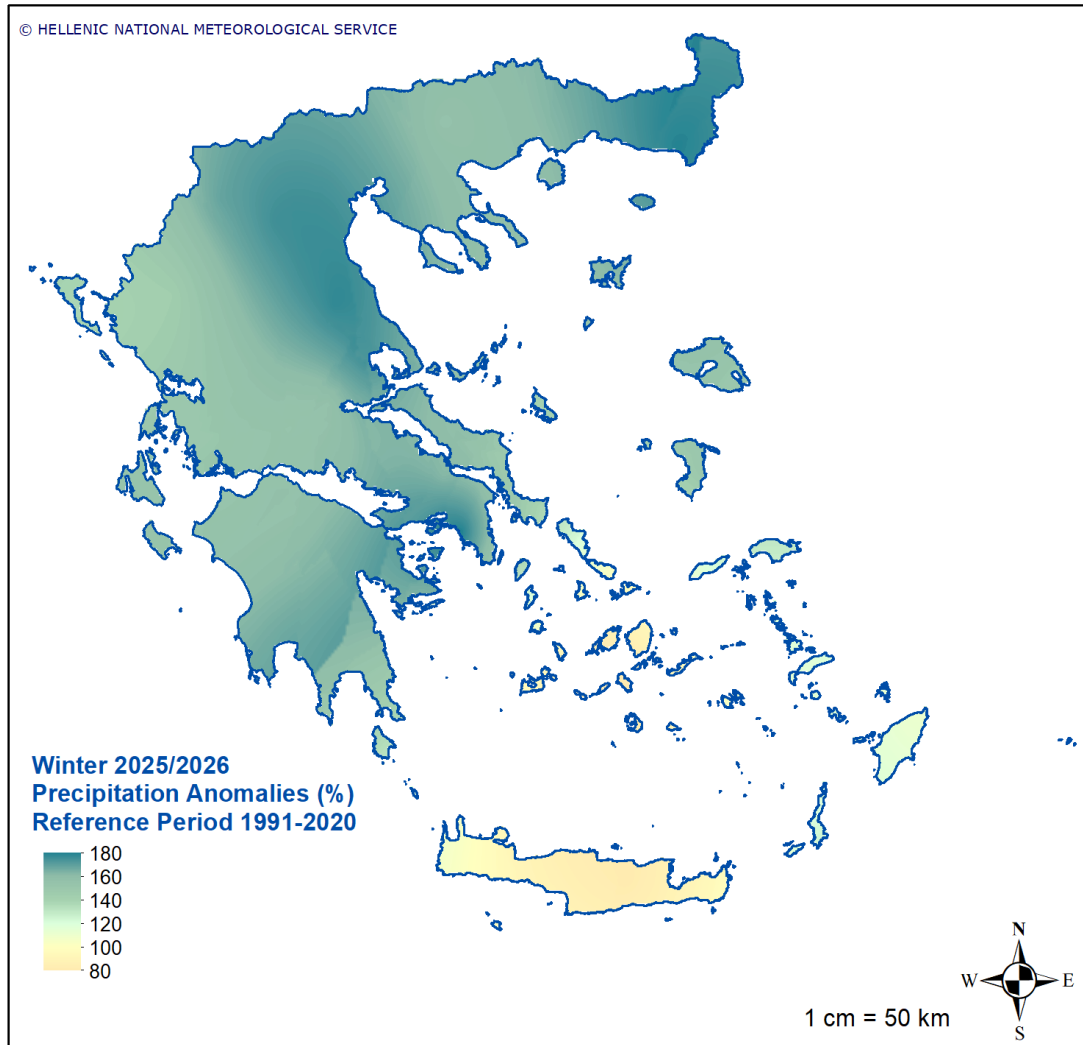 © HELLENIC NATIONAL METEOROLOGICAL SERVICE
Winter 2025/2026
Precipitation Anomalies (%)
Reference Period 1991-2020
180
160
140
120
100
80
N
W E
S
1 cm = 50 km